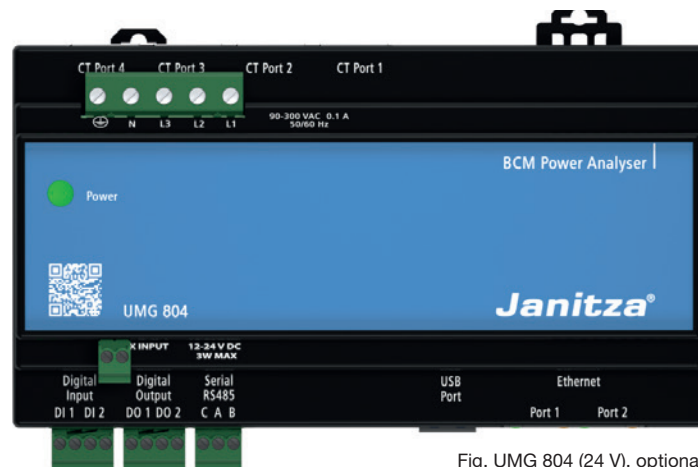 CT Port 4 CT Port 3 CT Port 2 CT Port 1
N L3 L2 L1
90-300 VAC 0.1 A
50/60 Hz
BCM Power Analyser
Power
UMG 804
Janitza®
INPUT
12-24 V DC
3W MAX
Digital
Input
DI 1 DI 2
Digital
Output
DO 1 DO 2
Serial
RS485
C A B
USB
Port
Ethernet
Port 1 Port 2
Fig. UMG 804 (24 V), optiona